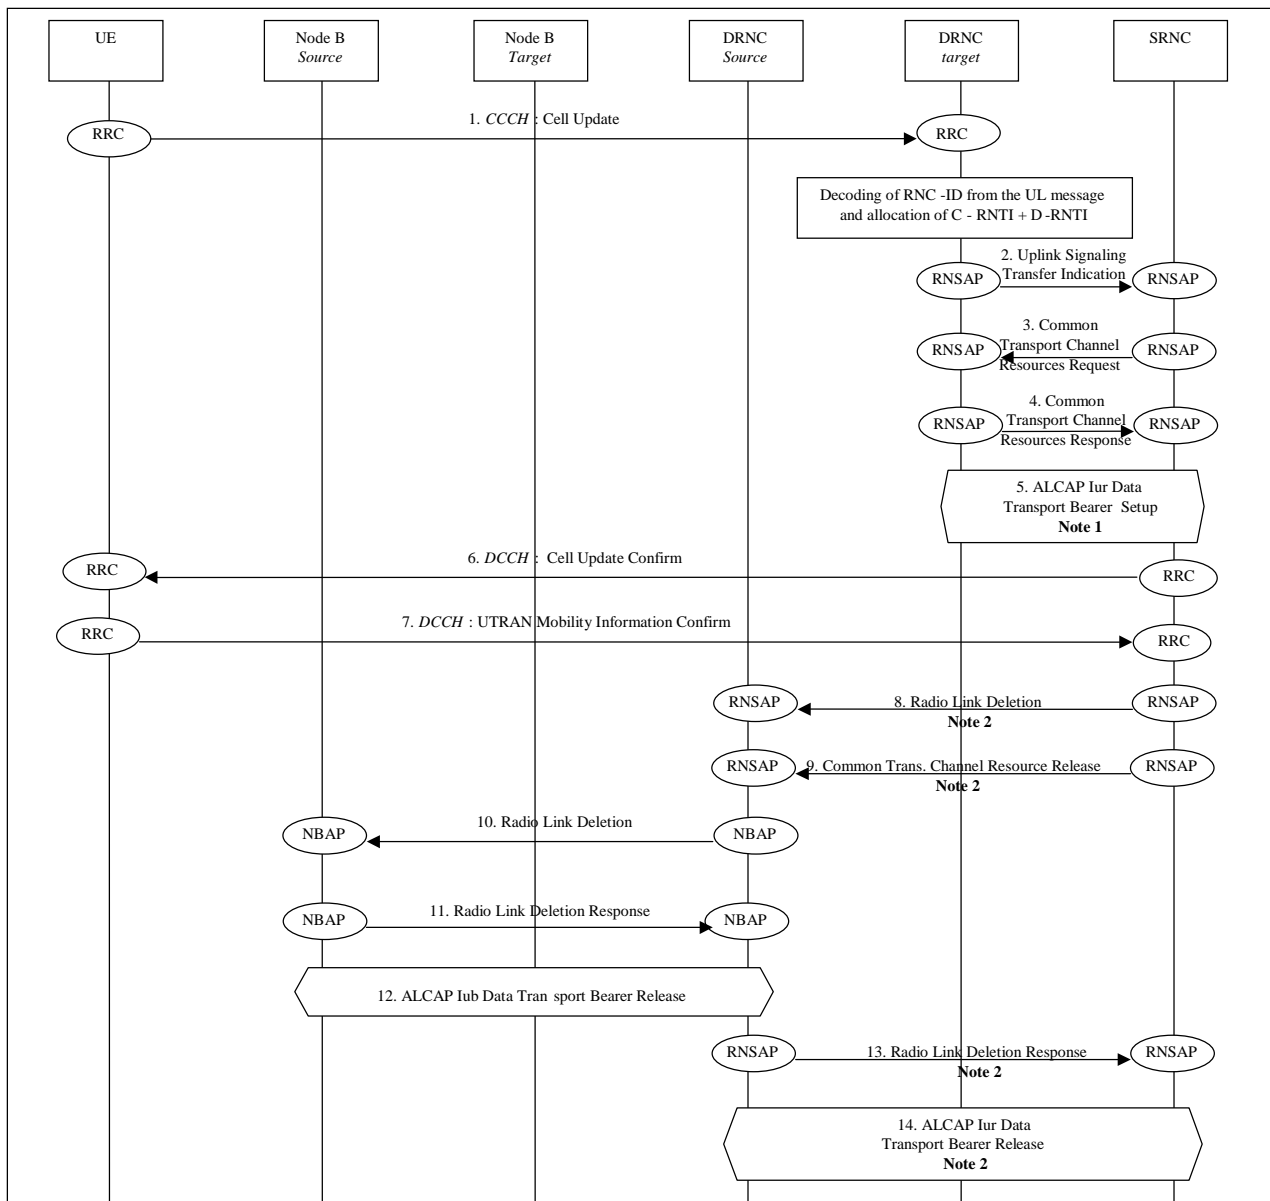 UE
Node B
Source
Node B
Target
DRNC
Source
DRNC
target
SRNC
1. CCCH : Cell Update
RRC
RRC
Decoding of RNC -ID from the UL message
and allocation of C - RNTI + D -RNTI
2. Uplink Signaling
Transfer Indication
RNSAP
RNSAP
3. Common
Transport Channel
Resources Request
RNSAP
RNSAP
4. Common
Transport Channel
Resources Response
RNSAP
RNSAP
5. ALCAP Iur Data
Transport Bearer Setup
Note 1
6. DCCH : Cell Update Confirm
RRC
RRC
7. DCCH : UTRAN Mobility Information Confirm
RRC
RRC
RNSAP
8. Radio Link Deletion
Note 2
RNSAP
RNSAP
9. Common Trans. Channel Resource Release
Note 2
RNSAP
NBAP
10. Radio Link Deletion
NBAP
NBAP
11. Radio Link Deletion Response
NBAP
12. ALCAP Iub Data Tran sport Bearer Release
RNSAP
13. Radio Link Deletion Response
Note 2
RNSAP
14. ALCAP Iur Data
Transport Bearer Release
Note 2